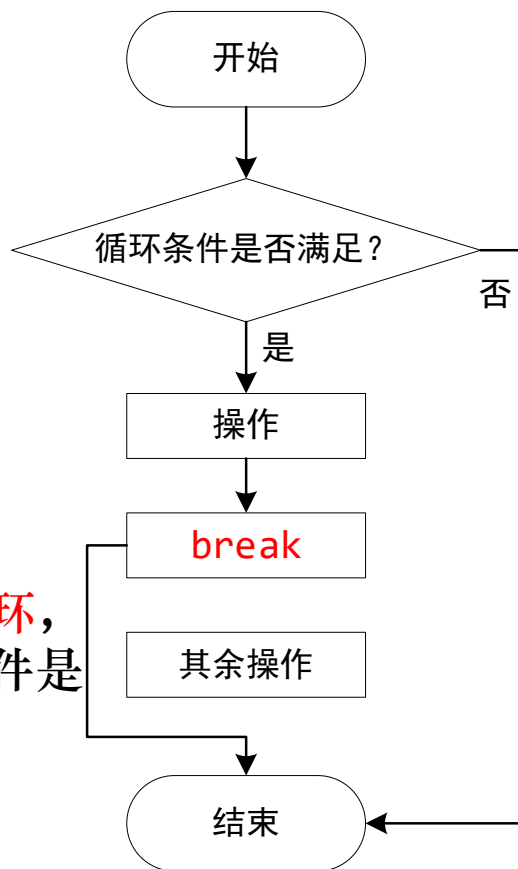 开始
循环条件是否满足?
否
是
操作
break
环，
其余操作
件是
结束